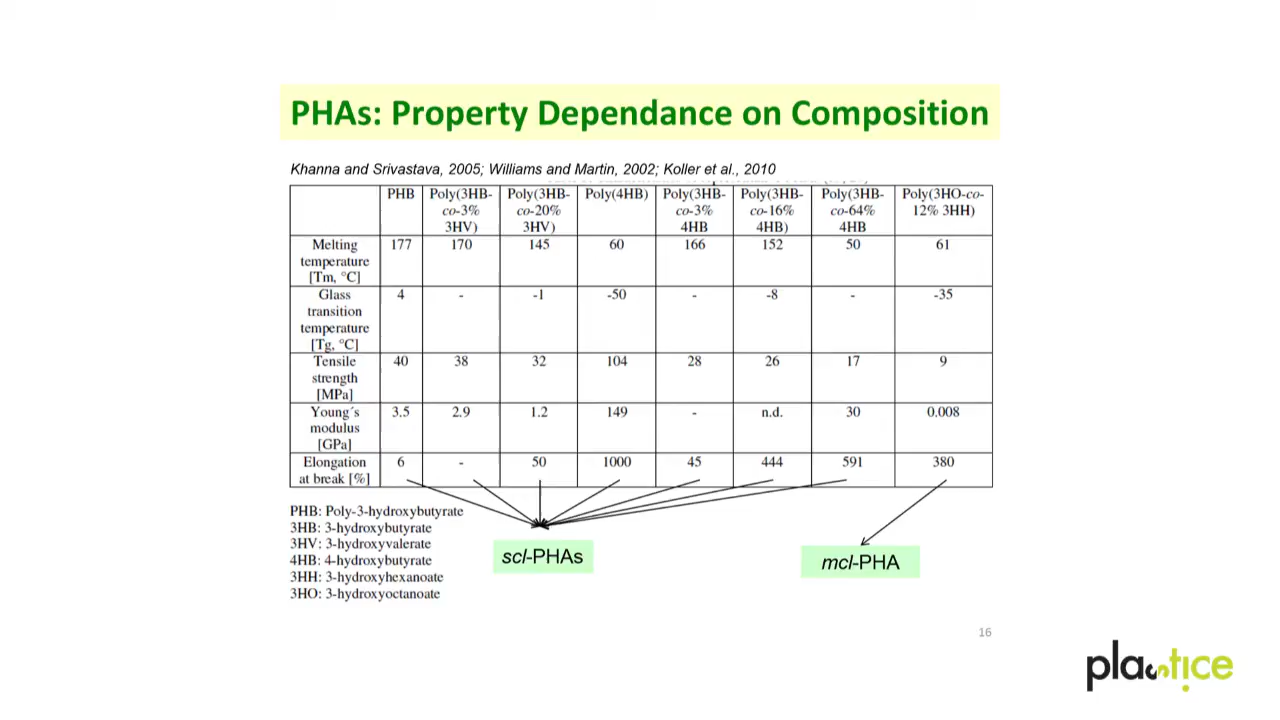 PHAs: Property Dependance on Composition
Khanna and Srivastava, 2005; Williams and Martin, 2002; Koller et al., 2010
PHB Poly(3HB-co-3% 3HV) Poly(3HB-co-20% 3HV) Poly(4HB) Poly(3HB-co-3% 4HB Poly(3HB-co-16% 4HB) Poly(3HB-co-64% 4HB Poly(3HO-co-12% 3HH)
Melting temperature [Tm, °C] 177 170 145 60 166 152 50 61
Glass transition temperature [Tg, °C] 4 - -1 -50 - -8 - -35
Tensile strength [MPa] 40 38 32 104 28 26 17 9
Young´s modulus [GPa] 3.5 2.9 1.2 149 - n.d. 30 0.008
Elongation at break [%] 6 - 50 1000 45 444 591 380
PHB: Poly-3-hydroxybutyrate
3HB: 3-hydroxybutyrate
3HV: 3-hydroxyvalerate
4HB: 4-hydroxybutyrate
3HH: 3-hydroxyhexanoate
3HO: 3-hydroxyoctanoate
scl-PHAs
mcl-PHA
16
plastice